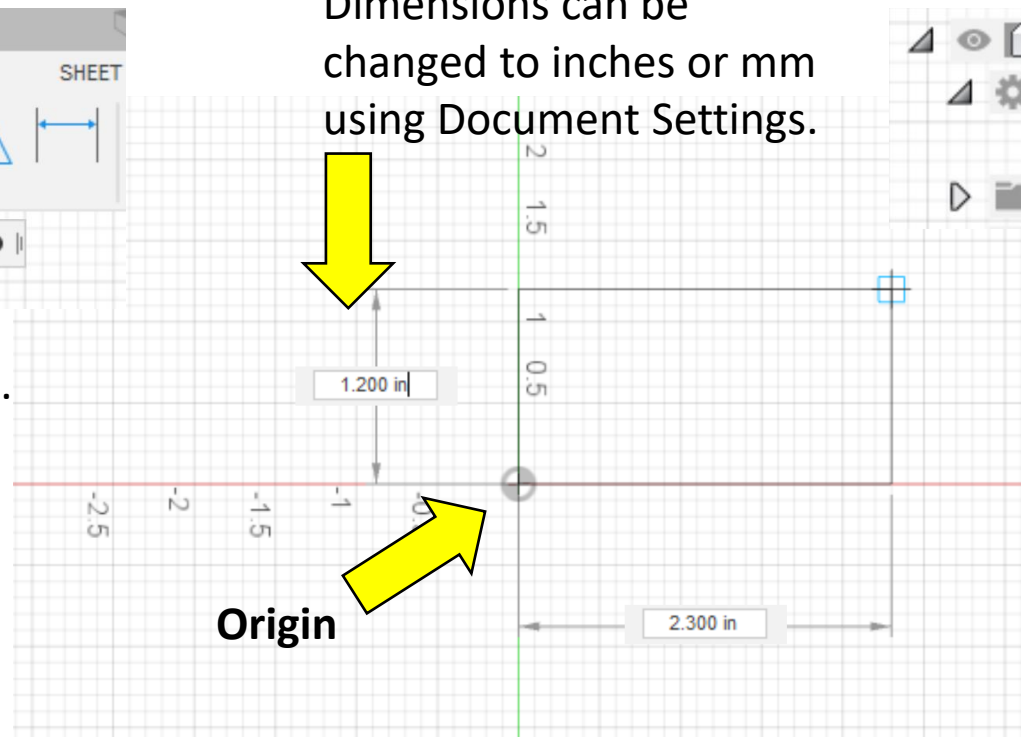 Dimensions can be
changed to inches or mm
using Document Settings.
SHEET
2
1.5
1
0.5
1.200 in
.
-2.5
-2
-1.5
-1
Origin
2.300 in